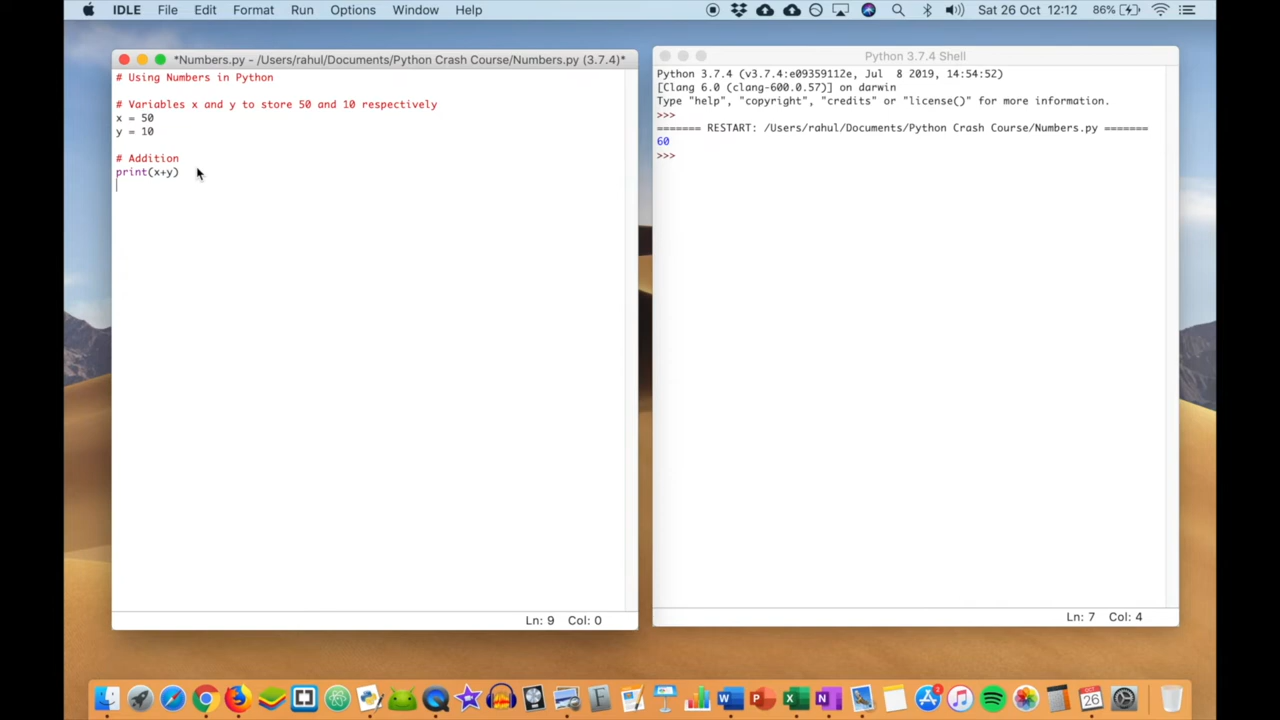 IDLE File Edit Format Run Options Window Help Sat 26 Oct 12:12 86%
*Numbers.py - /Users/rahul/Documents/Python Crash Course/Numbers.py (3.7.4)*
# Using Numbers in Python
# Variables x and y to store 50 and 10 respectively
x = 50
y = 10
# Addition
print(x+y)
Ln: 9 Col: 0
Python 3.7.4 Shell
Python 3.7.4 (v3.7.4:e09359112e, Jul  8 2019, 14:54:52)
[Clang 6.0 (clang-600.0.57)] on darwin
Type "help", "copyright", "credits" or "license()" for more information.
>>>
======= RESTART: /Users/rahul/Documents/Python Crash Course/Numbers.py =======
60
>>>
Ln: 7 Col: 4